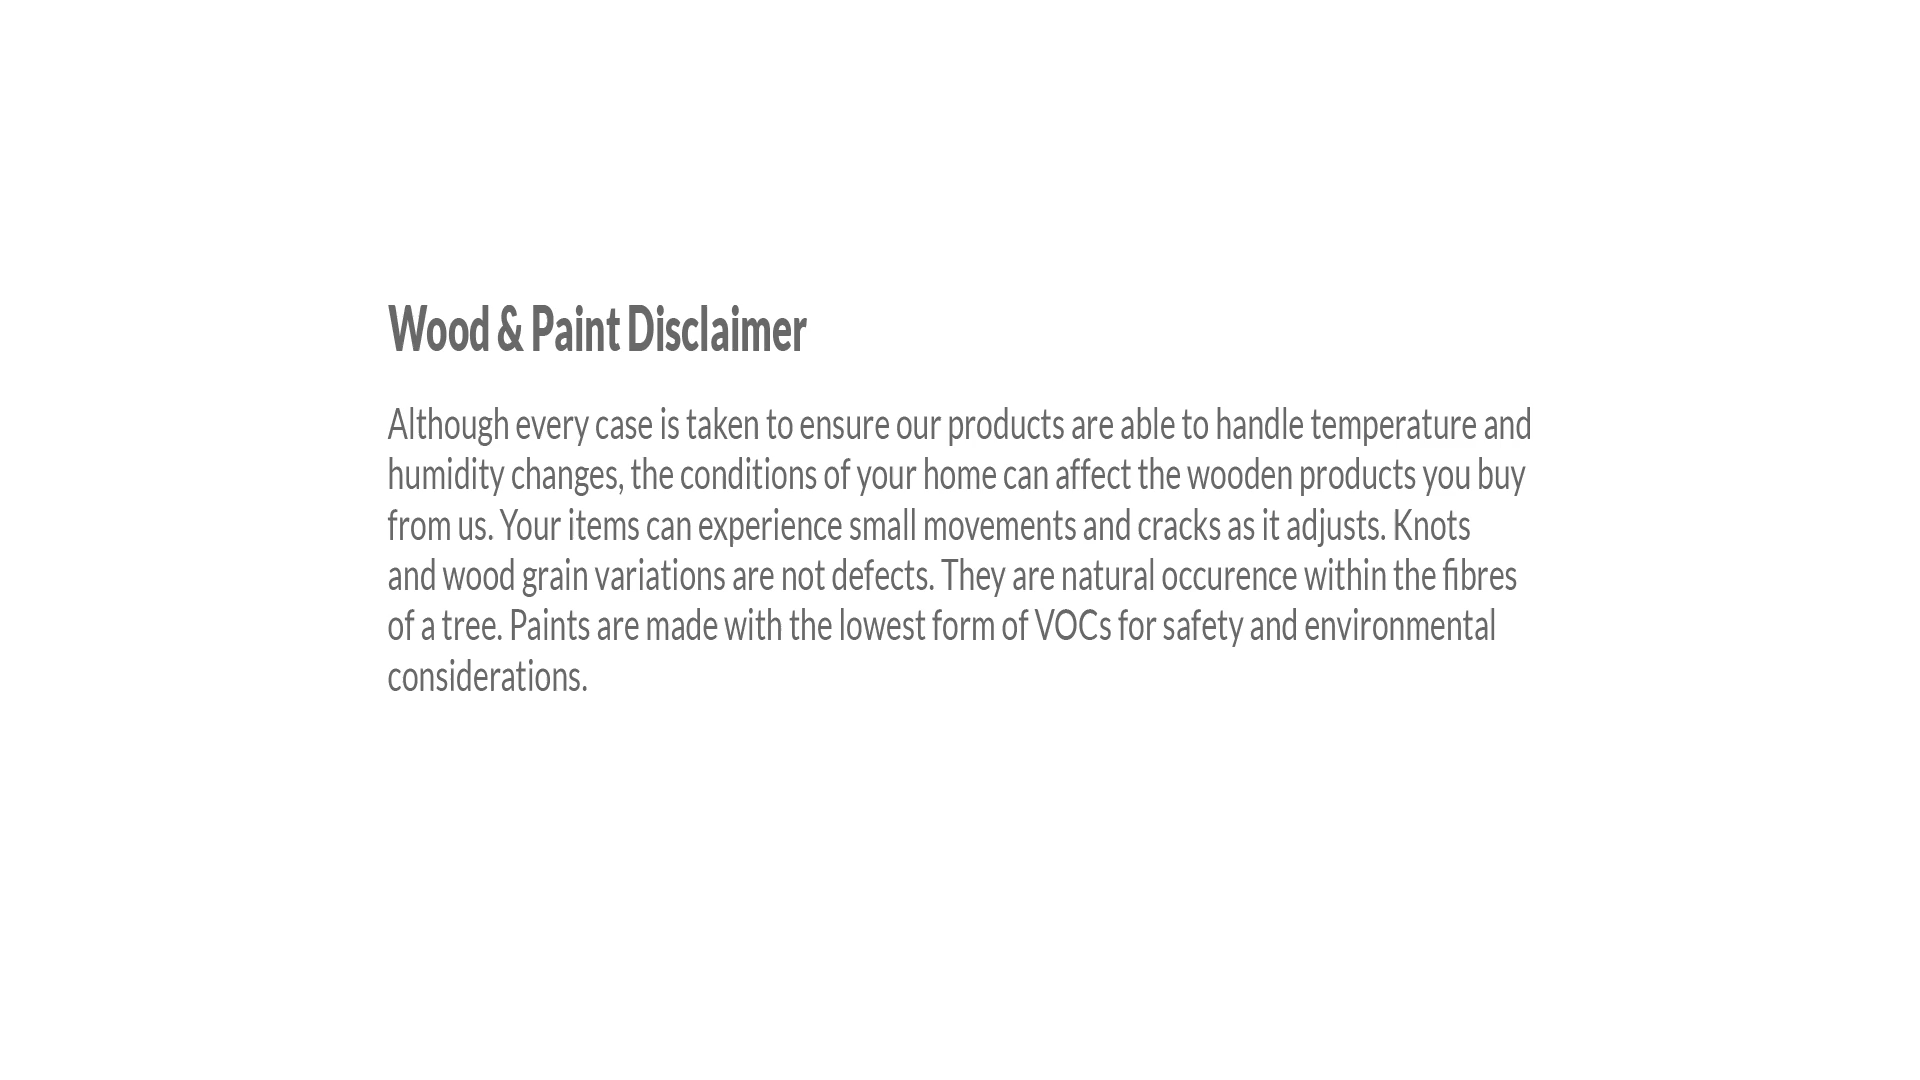 Wood & Paint Disclaimer
Although every case is taken to ensure our products are able to handle temperature and
humidity changes, the conditions of your home can affect the wooden products you buy
from us. Your items can experience small movements and cracks as it adjusts. Knots
and wood grain variations are not defects. They are natural occurence within the fibres
of a tree. Paints are made with the lowest form of VOCs for safety and environmental
considerations.